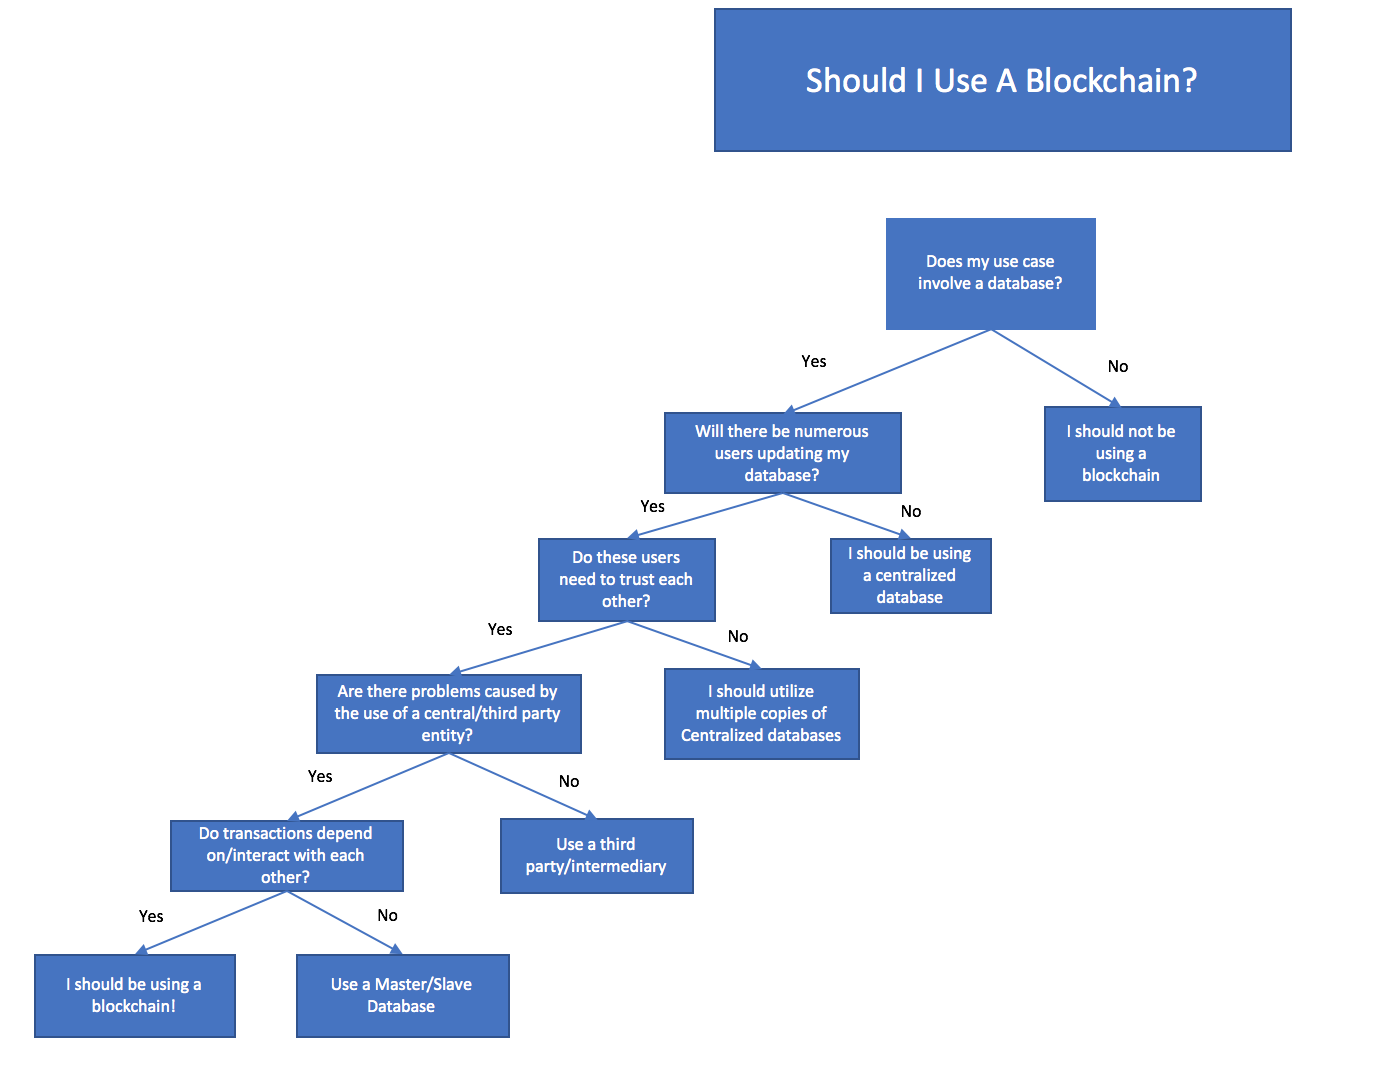 Should I Use A Blockchain?
Does my use case
involve a database?
Yes
No
Will there be numerous
users updating my
database?
I should not be
using a
blockchain
Yes
No
Do these users
need to trust each
other?
I should be using
a centralized
database
Yes
No
Are there problems caused by
the use of a central/third party
entity?
I should utilize
multiple copies of
Centralized databases
Yes
No
Do transactions depend
on/interact with each
other?
Use a third
party/intermediary
Yes
No
I should be using a
blockchain!
Use a Master/Slave
Database